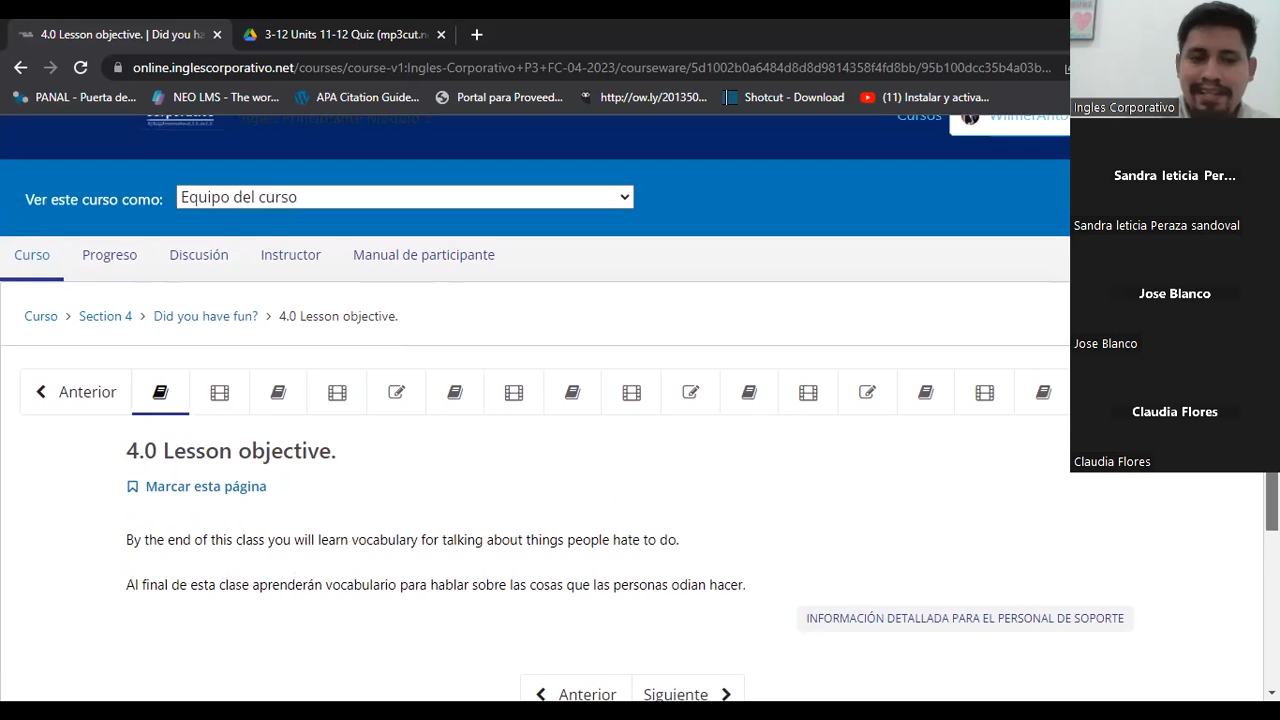 4.0 Lesson objective. | Did you ha
3-12 Units 11-12 Quiz (mp3cut.n
online.inglescorporativo.net/courses/course-v1:Ingles-Corporativo+P3+FC-04-2023/courseware/
PANAL - Puerta de...
NEO LMS - The wor...
APA Citation Guide...
Portal para Proveed...
http://ow.ly/201350...
Shotcut - Download
(11) Instalar y activa...
Cursos
Ver este curso como:
Equipo del curso
Curso
Progreso
Discusión
Instructor
Manual de participante
Curso > Section 4 > Did you have fun? > 4.0 Lesson objective.
Anterior
4.0 Lesson objective.
Marcar esta página
By the end of this class you will learn vocabulary for talking about things people hate to do.
Al final de esta clase aprenderán vocabulario para hablar sobre las cosas que las personas odian hacer.
INFORMACIÓN DETALLADA PARA EL PERSONAL DE SOPORTE
Anterior
Siguiente
Ingles Corporativo
Sandra leticia Per...
Sandra leticia Peraza sandoval
Jose Blanco
Jose Blanco
Claudia Flores
Claudia Flores